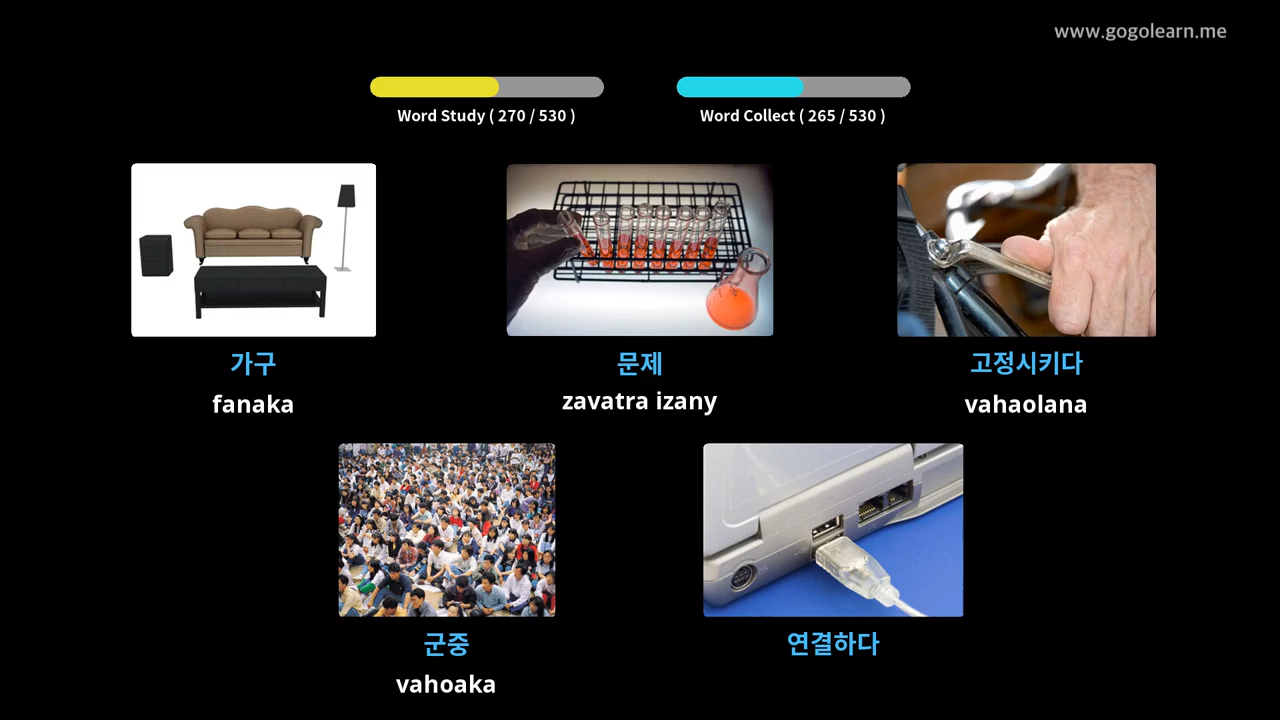 www.gogolearn.me
Word Study ( 270 / 530 )
Word Collect ( 265 / 530 )
가구
fanaka
문제
zavatra izany
고정시키다
vahaolana
군중
vahoaka
연결하다